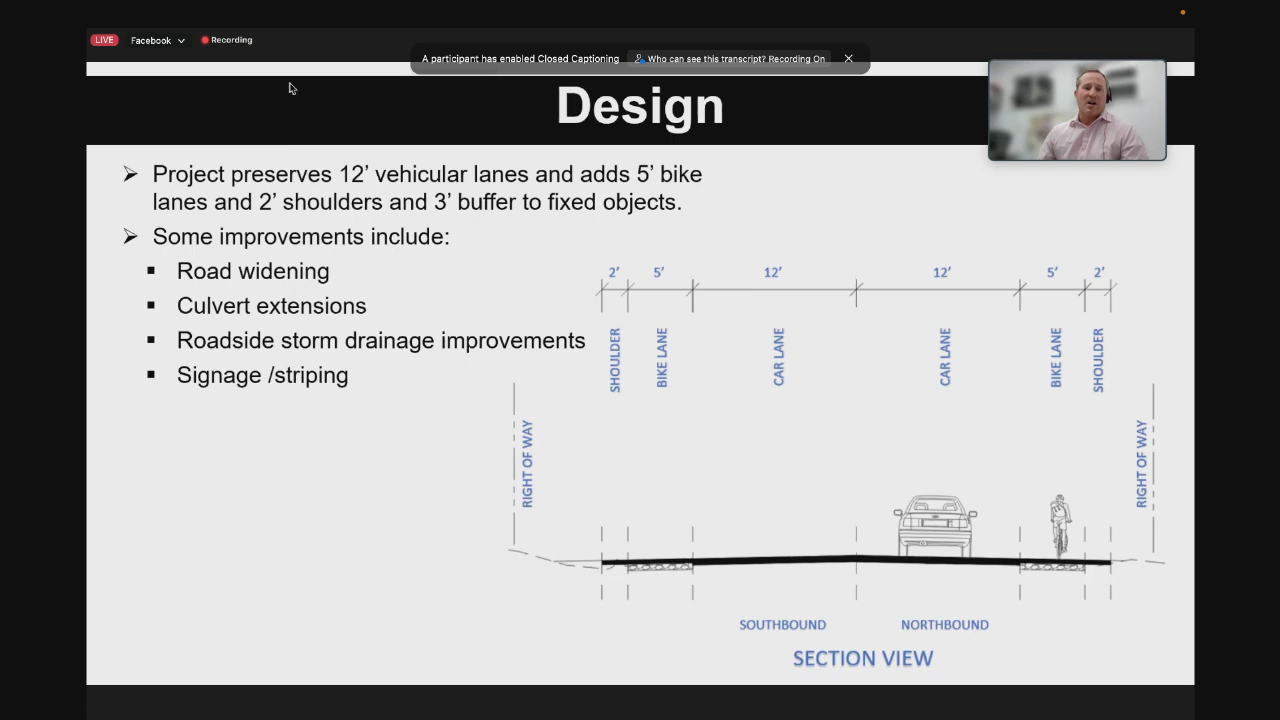 LIVE Facebook Recording
A participant has enabled Closed Captioning Who can see this transcript? Recording On
Design
➢ Project preserves 12’ vehicular lanes and adds 5’ bike
lanes and 2’ shoulders and 3’ buffer to fixed objects.
➢ Some improvements include:
▪ Road widening
▪ Culvert extensions
▪ Roadside storm drainage improvements
▪ Signage /striping
2’ 5’ 12’ 12’ 5’ 2’
SHOULDER
BIKE LANE
CAR LANE
CAR LANE
BIKE LANE
SHOULDER
RIGHT OF WAY
RIGHT OF WAY
SOUTHBOUND NORTHBOUND
SECTION VIEW